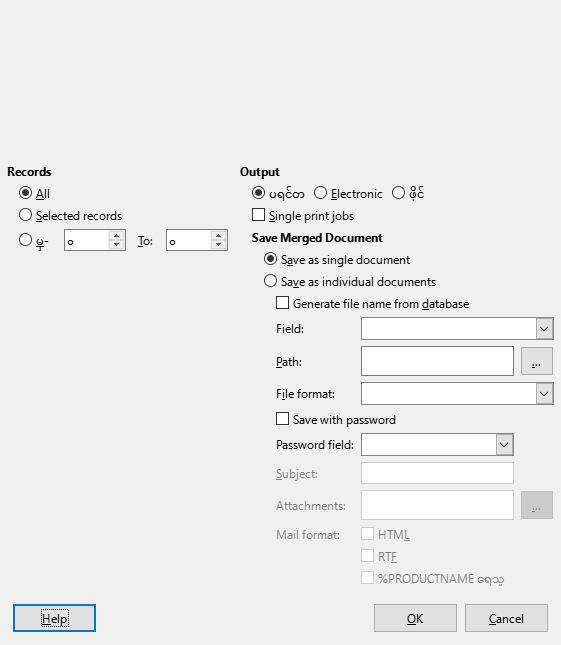 Records
All
Selected records
မှ- ၀ To: ၀
Output
ပရင်တာ Electronic ဖိုင်
Single print jobs
Save Merged Document
Save as single document
Save as individual documents
Generate file name from database
Field:
Path: ...
File format:
Save with password
Password field:
Subject:
Attachments: ...
Mail format: HTML
RTF
%PRODUCTNAME ရေသူ
Help OK Cancel